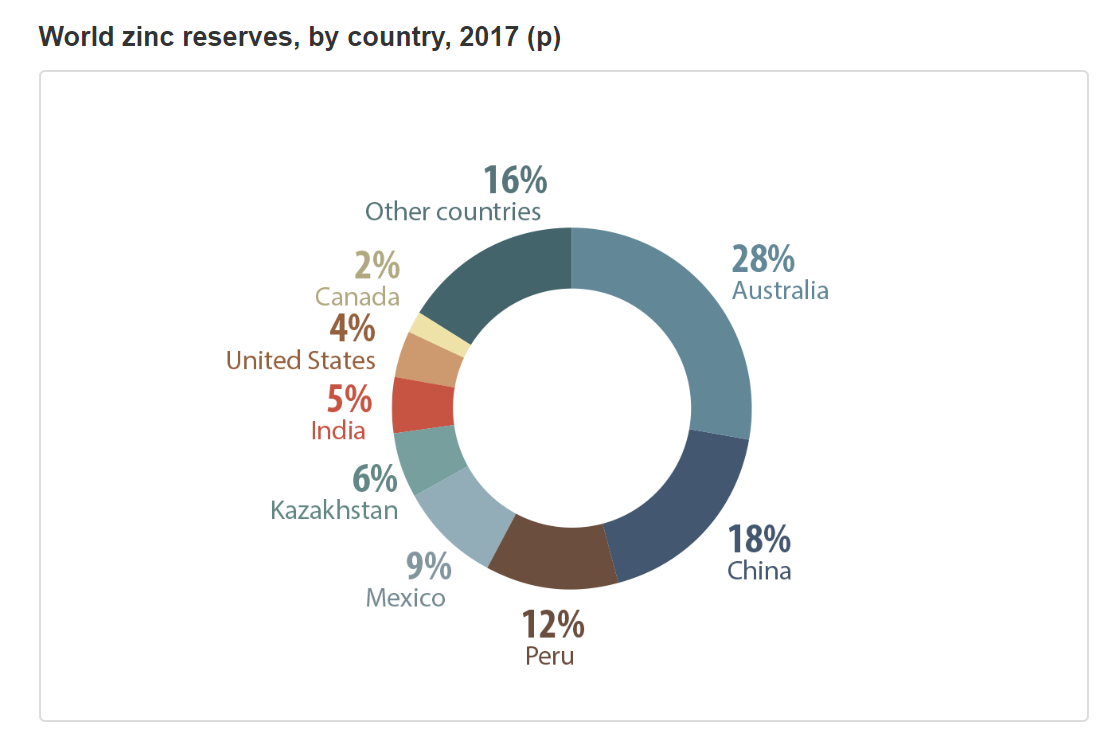 World zinc reserves, by country, 2017 (p)
16%
Other countries
28%
Australia
2%
Canada
4%
United States
5%
India
6%
Kazakhstan
18%
China
9%
Mexico
12%
Peru